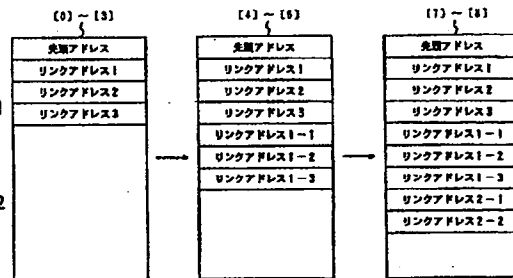 [0]~[3]
先頭アドレス
リンクアドレス1
リンクアドレス2
リンクアドレス3
[4]~[6]
先頭アドレス
リンクアドレス1
リンクアドレス2
リンクアドレス3
リンクアドレス1-1
リンクアドレス1-2
リンクアドレス1-3
[7]~[8]
先頭アドレス
リンクアドレス1
リンクアドレス2
リンクアドレス3
リンクアドレス1-1
リンクアドレス1-2
リンクアドレス1-3
リンクアドレス2-1
リンクアドレス2-2
2